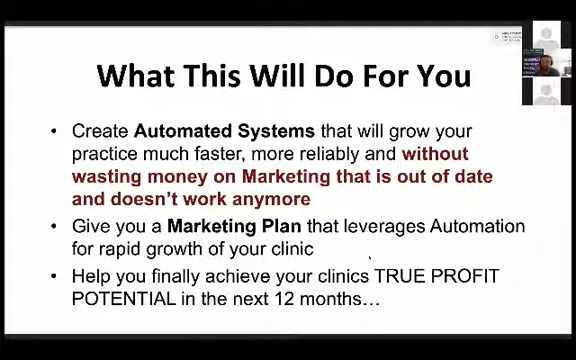 What This Will Do For You
• Create Automated Systems that will grow your
practice much faster, more reliably and without
wasting money on Marketing that is out of date
and doesn't work anymore
• Give you a Marketing Plan that leverages Automation
for rapid growth of your clinic
• Help you finally achieve your clinics TRUE PROFIT
POTENTIAL in the next 12 months…